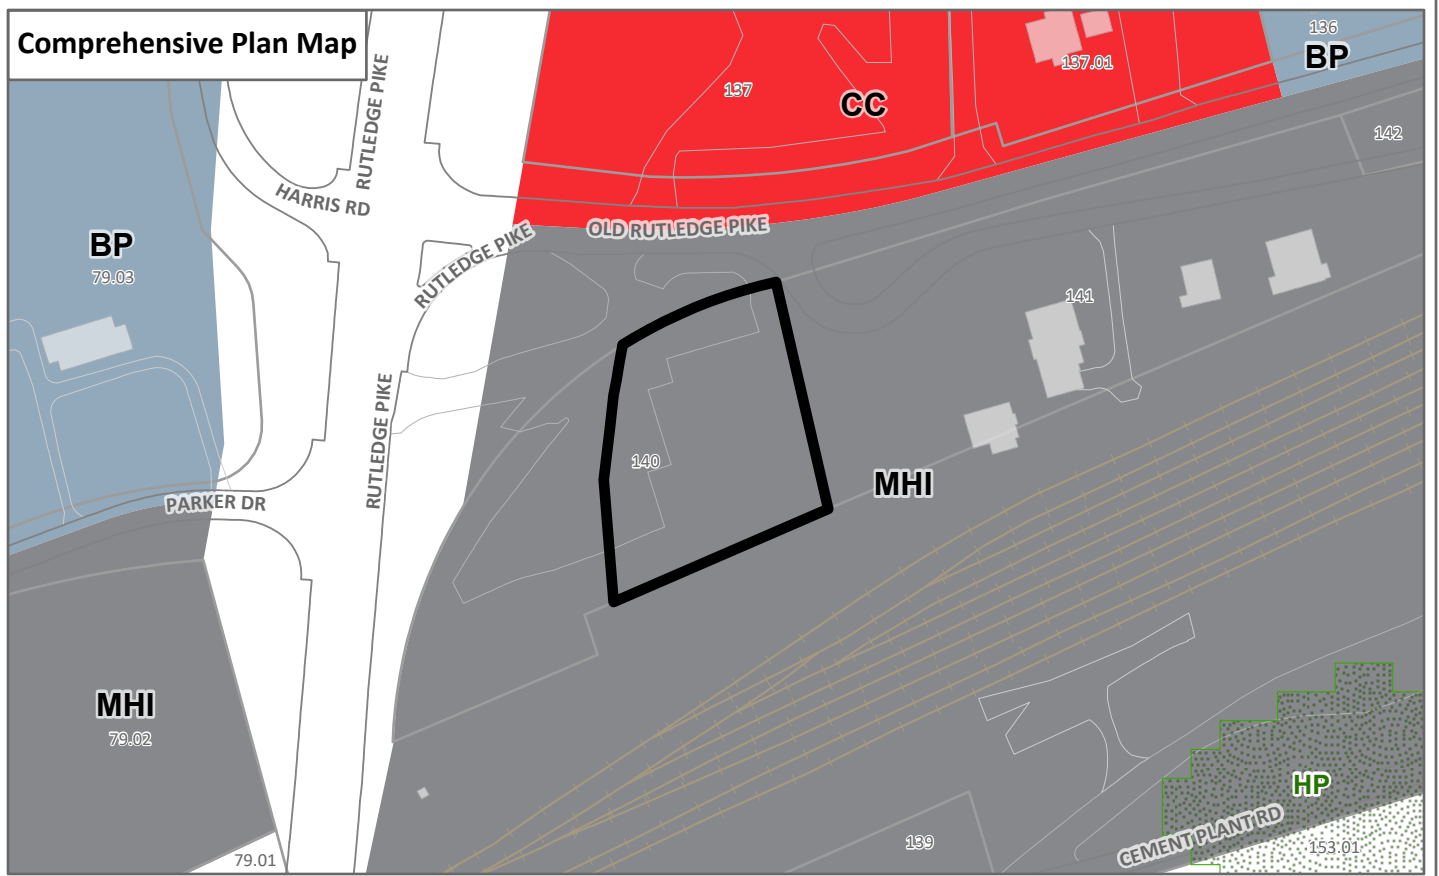 Comprehensive Plan Map
136
BP
RUTLEDGE PIKE
137.01
137
CC
142
HARRIS RD
OLD RUTLEDGE PIKE
RUTLEDGE PIKE
BP
79.03
141
RUTLEDGE PIKE
140
MHI
PARKER DR
MHI
79.02
HP
CEMENT PLANT RD
139
153.01
79.01